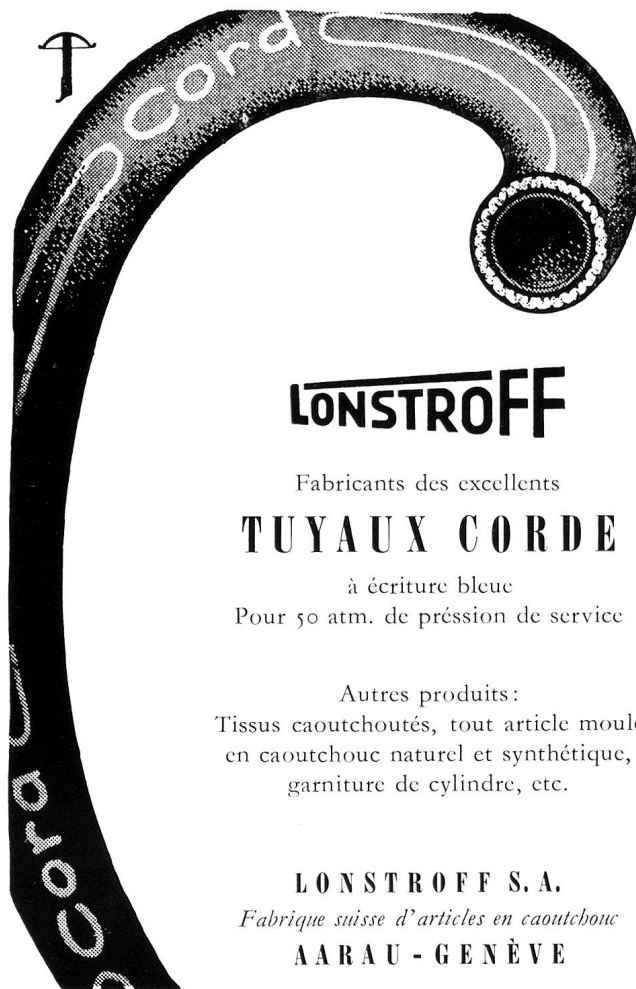 Cord
LONSTROFF
Fabricants des excellents
TUYAUX CORDE
à écriture bleue
Pour 50 atm. de préssion de service
Autres produits:
Tissus caoutchoutés, tout article moulé
en caoutchouc naturel et synthétique,
garniture de cylindre, etc.
LONSTROFF S.A.
Fabrique suisse d'articles en caoutchouc
AARAU - GENÈVE
Cord